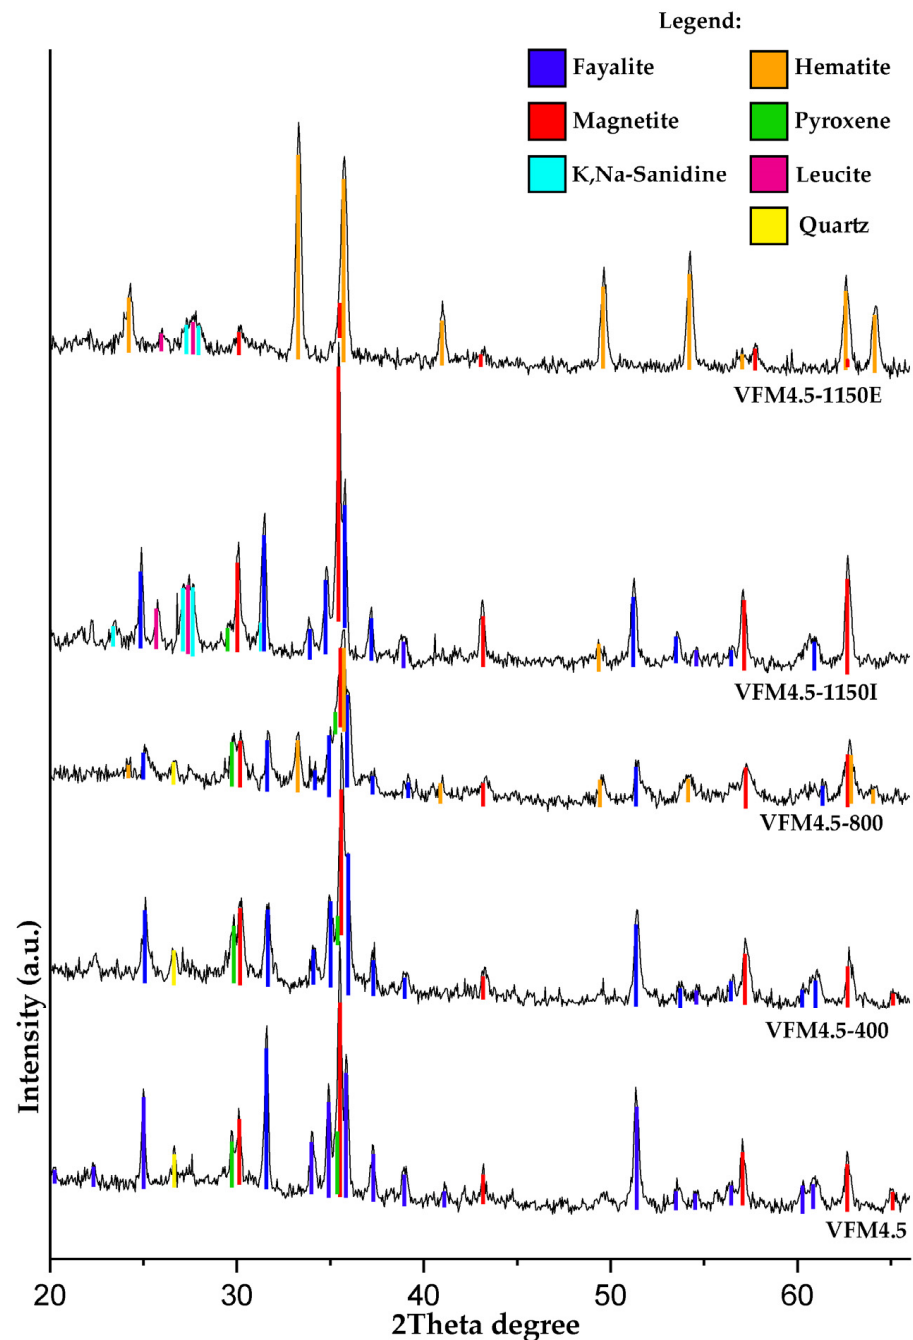 Legend:
Fayalite
Hematite
Magnetite
Pyroxene
K,Na-Sanidine
Leucite
Quartz
VFM4.5-1150E
VFM4.5-1150I
VFM4.5-800
VFM4.5-400
VFM4.5
Intensity (a.u.)
20 30 40 50 60
2Theta degree